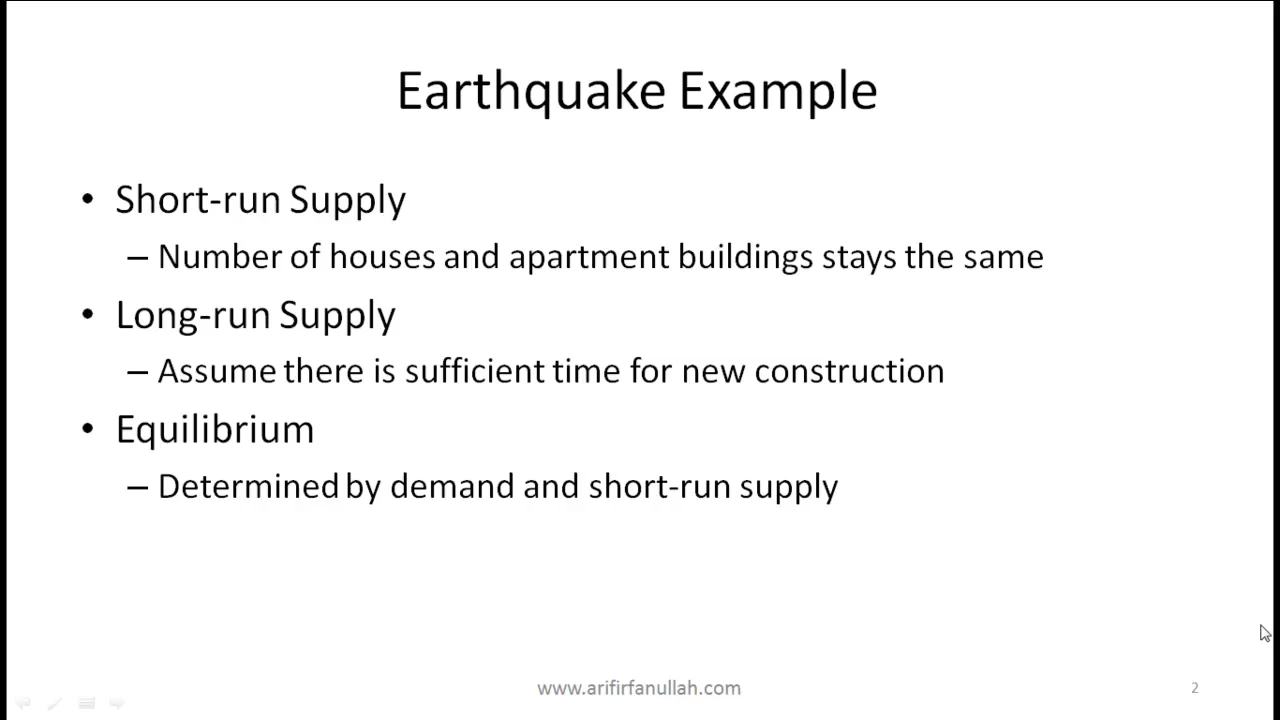 Earthquake Example
• Short-run Supply
– Number of houses and apartment buildings stays the same
• Long-run Supply
– Assume there is sufficient time for new construction
• Equilibrium
– Determined by demand and short-run supply
www.arifirfanullah.com
2